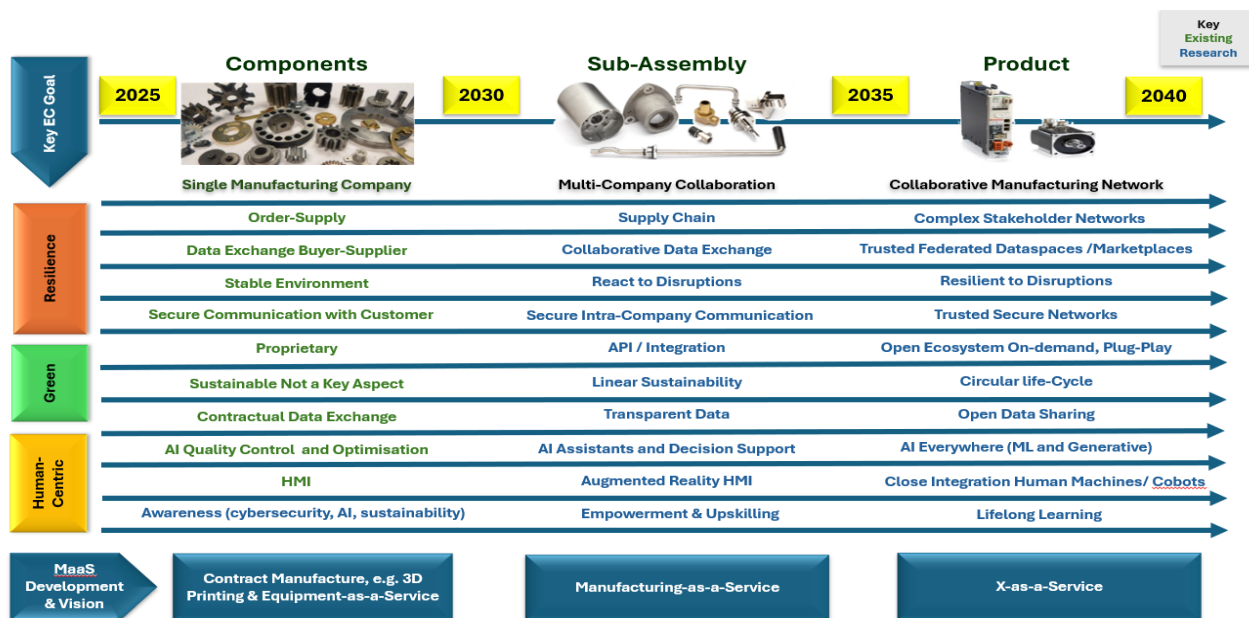 Key
Existing
Research
Key EC Goal
Components
Sub-Assembly
Product
2025
2030
2035
2040
Single Manufacturing Company
Multi-Company Collaboration
Collaborative Manufacturing Network
Resilience
Order-Supply
Supply Chain
Complex Stakeholder Networks
Data Exchange Buyer-Supplier
Collaborative Data Exchange
Trusted Federated Dataspaces /Marketplaces
Stable Environment
React to Disruptions
Resilient to Disruptions
Secure Communication with Customer
Secure Intra-Company Communication
Trusted Secure Networks
Green
Proprietary
API / Integration
Open Ecosystem On-demand, Plug-Play
Sustainable Not a Key Aspect
Linear Sustainability
Circular life-Cycle
Contractual Data Exchange
Transparent Data
Open Data Sharing
Human-
Centric
AI Quality Control and Optimisation
AI Assistants and Decision Support
AI Everywhere (ML and Generative)
HMI
Augmented Reality HMI
Close Integration Human Machines/ Cobots
Awareness (cybersecurity, AI, sustainability)
Empowerment & Upskilling
Lifelong Learning
MaaS
Development
& Vision
Contract Manufacture, e.g. 3D
Printing & Equipment-as-a-Service
Manufacturing-as-a-Service
X-as-a-Service